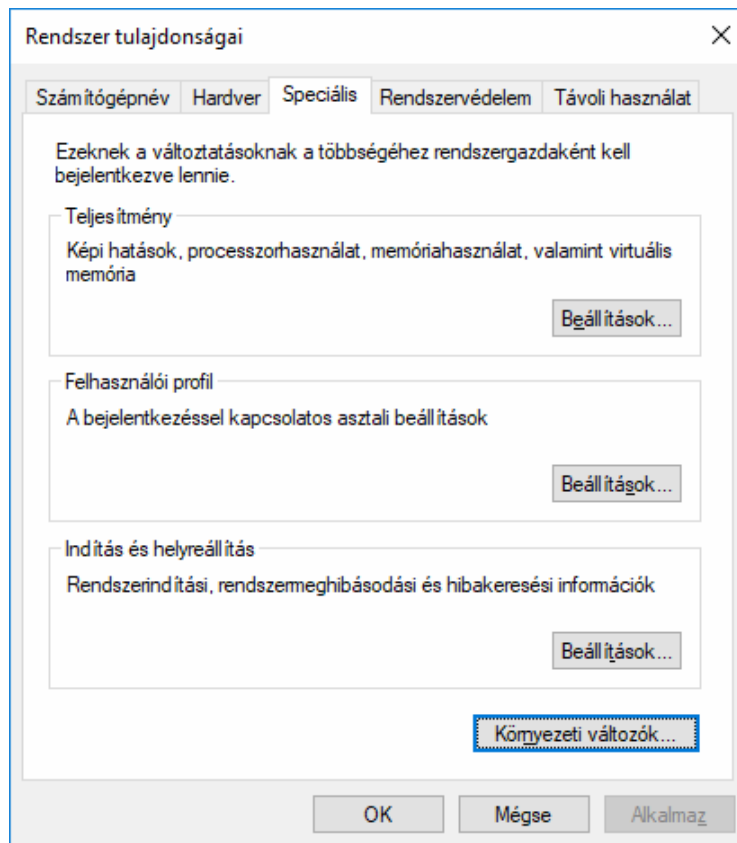 Rendszer tulajdonságai
Számítógépnév Hardver Speciális Rendszervédelem Távoli használat
Ezeknek a változtatásoknak a többségéhez rendszergazdaként kell
bejelentkezve lennie.
Teljesítmény
Képi hatások, processzorhasználat, memóriahasználat, valamint virtuális
memória
Beállítások...
Felhasználói profil
A bejelentkezéssel kapcsolatos asztali beállítások
Beállítások...
Indítás és helyreállítás
Rendszerindítási, rendszermeghibásodási és hibakeresési információk
Beállítások...
Környezeti változók...
OK Mégse Alkalmaz